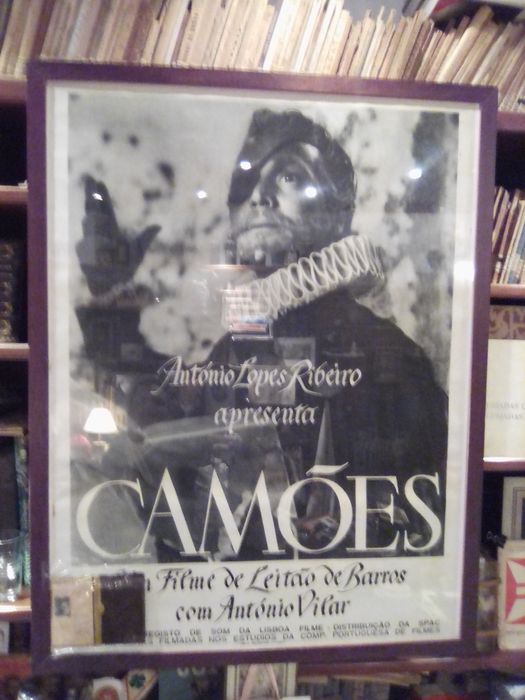 António Lopes Ribeiro
apresenta
CAMÕES
Filme de Leitão de Barros
com António Vilar
REGISTO DE SOM DA LISBOA FILME - DISTRIBUIÇÃO DA SPAC
FILMADAS NOS ESTÚDIOS DA COMP. PORTUGUESA DE FILMES